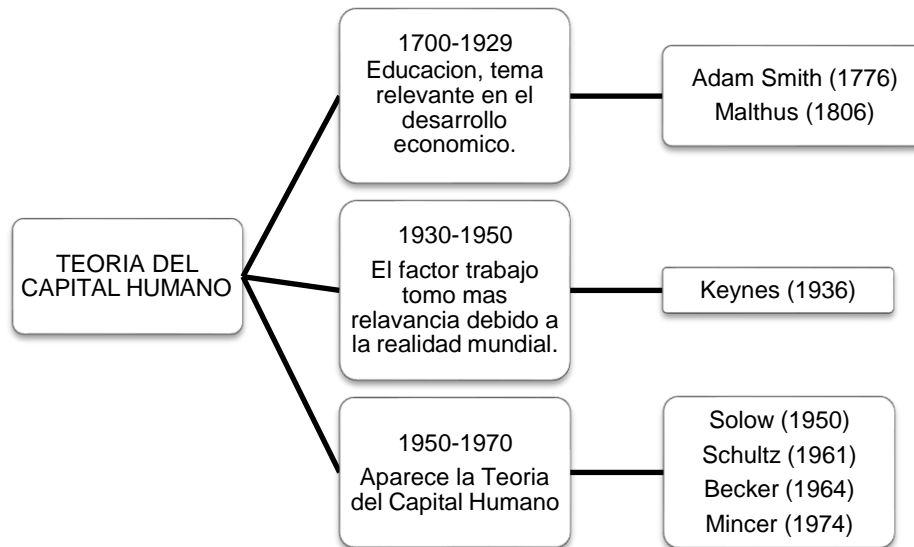 TEORIA DEL
CAPITAL HUMANO
1700-1929
Educacion, tema
relevante en el
desarrollo
economico.
Adam Smith (1776)
Malthus (1806)
1930-1950
El factor trabajo
tomo mas
relavancia debido a
la realidad mundial.
Keynes (1936)
1950-1970
Aparece la Teoria
del Capital Humano
Solow (1950)
Schultz (1961)
Becker (1964)
Mincer (1974)